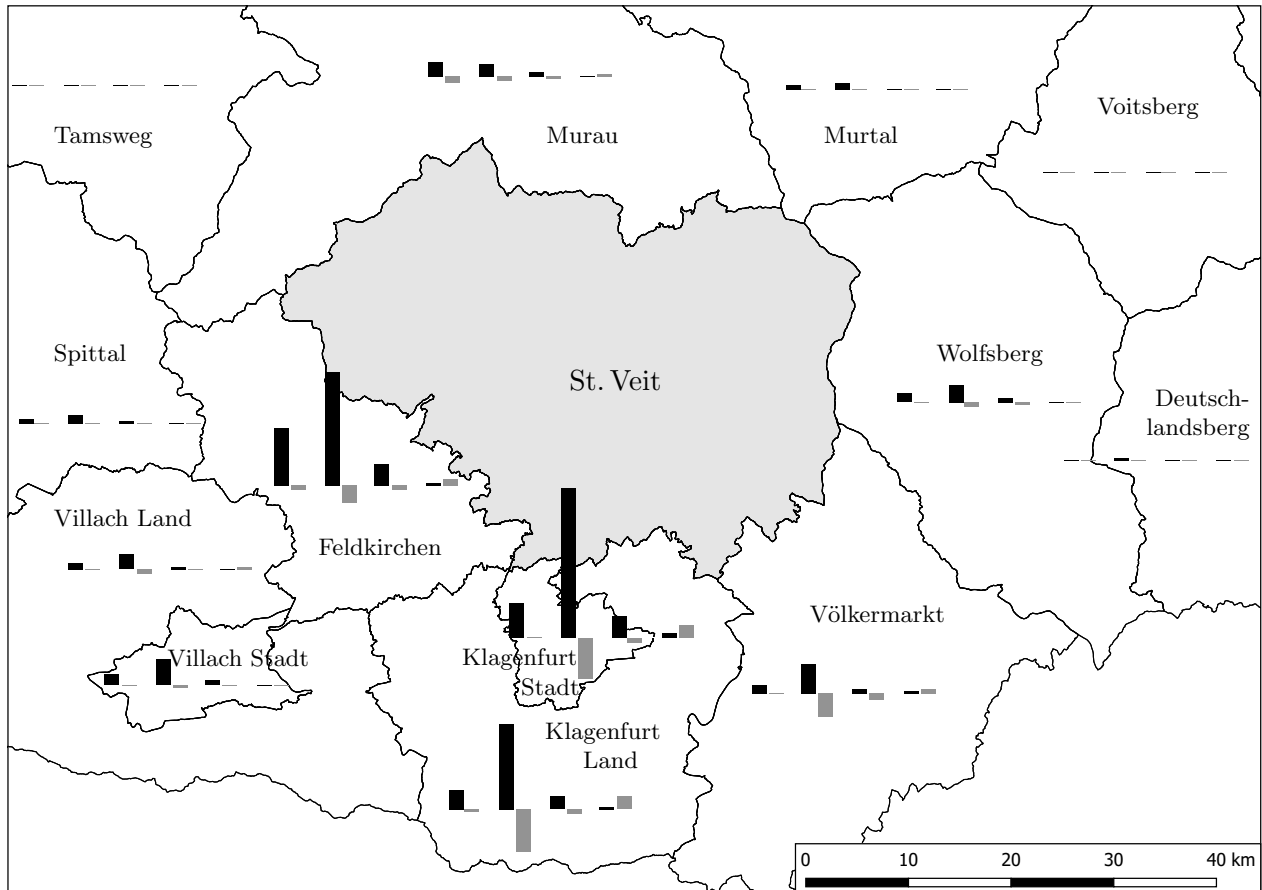 Voitsberg
Tamsweg
Murau
Murtal
Spittal
Wolfsberg
St. Veit
Deutsch-
landsberg
Villach Land
Feldkirchen
Völkermarkt
Villach Stadt
Klagenfurt
Stadt
Klagenfurt
Land
0 10 20 30 40 km